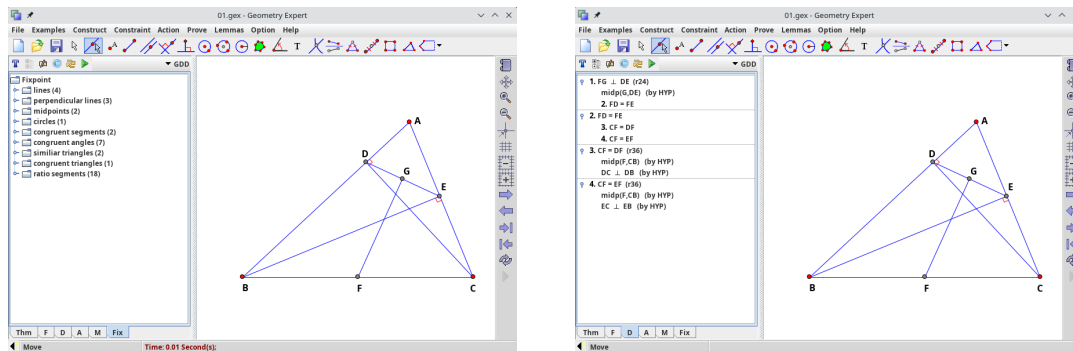 01.gex - Geometry Expert
File Examples Construct Constraint Action Prove Lemmas Option Help
A T
T GDD
Fixpoint
lines (4)
perpendicular lines (3)
midpoints (2)
circles (1)
congruent segments (2)
congruent angles (7)
similiar triangles (2)
congruent triangles (1)
ratio segments (18)
A
D
G
E
B F C
Thm F D A M Fix
Move Time: 0.01 Second(s);
01.gex - Geometry Expert
File Examples Construct Constraint Action Prove Lemmas Option Help
A T
T GDD
1. FG ⊥ DE (r24)
midp(G,DE) (by HYP)
2. FD = FE
2. FD = FE
3. CF = DF
4. CF = EF
3. CF = DF (r36)
midp(F,CB) (by HYP)
DC ⊥ DB (by HYP)
4. CF = EF (r36)
midp(F,CB) (by HYP)
EC ⊥ EB (by HYP)
A
D
G
E
B F C
Thm F D A M Fix
Move